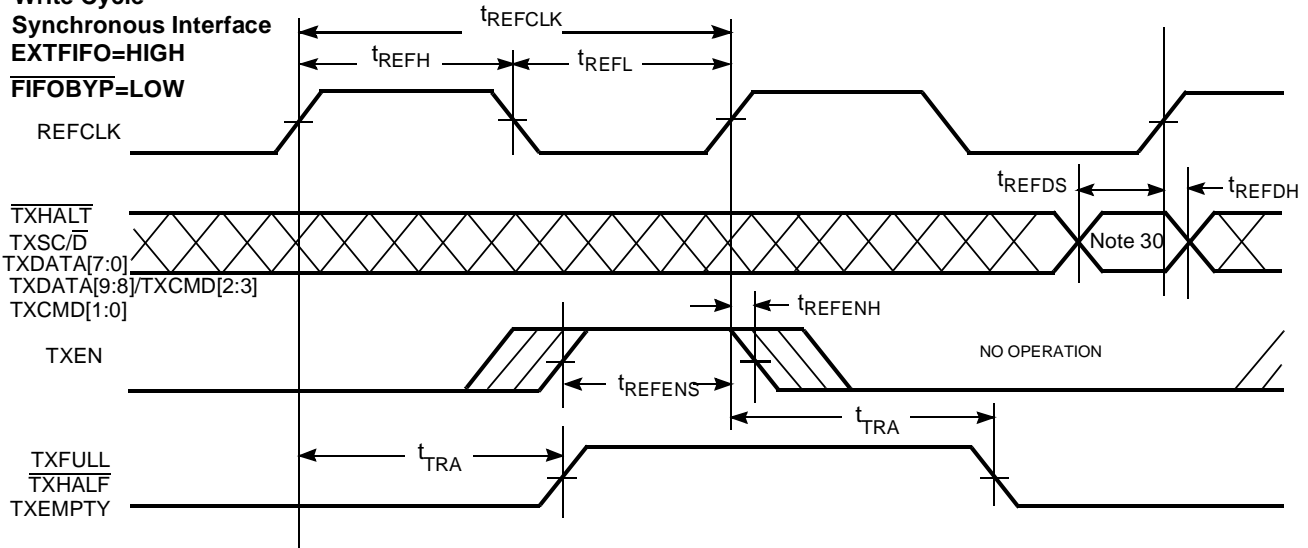 Write Cycle
Synchronous Interface
EXTFIFO=HIGH
FIFOBYP=LOW
tREFCLK
tREFH
tREFL
REFCLK
tREFDS
tREFDH
TXHALT
TXSC/D
TXDATA[7:0]
TXDATA[9:8]/TXCMD[2:3]
TXCMD[1:0]
Note 30
tREFENH
TXEN
NO OPERATION
tREFENS
tTRA
tTRA
TXFULL
TXHALF
TXEMPTY